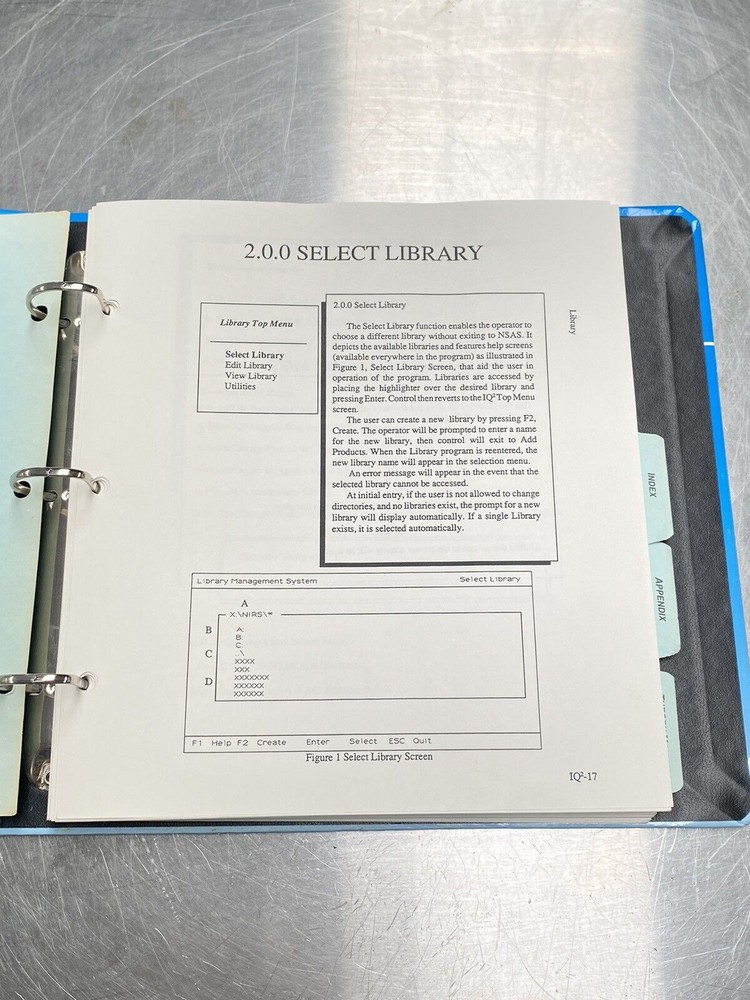 2.0.0 SELECT LIBRARY
Library Top Menu
Select Library
Edit Library
View Library
Utilities
2.0.0 Select Library
The Select Library function enables the operator to
choose a different library without exiting to NSAS. It
depicts the available libraries and features help screens
(available everywhere in the program) as illustrated in
Figure 1, Select Library Screen, that aid the user in
operation of the program. Libraries are accessed by
placing the highlighter over the desired library and
pressing Enter. Control then reverts to the IQ² Top Menu
screen.
The user can create a new library by pressing F2,
Create. The operator will be prompted to enter a name
for the new library, then control will exit to Add
Products. When the Library program is reentered, the
new library name will appear in the selection menu.
An error message will appear in the event that the
selected library cannot be accessed.
At initial entry, if the user is not allowed to change
directories, and no libraries exist, the prompt for a new
library will display automatically. If a single Library
exists, it is selected automatically.
Library
INDEX
APPENDIX
Library Management System Select Library
A
X:\NIRS\*
B A:
B:
C:
C ..\
XXXX
XXX
D XXXXXXX
XXXXXX
XXXXXX
F1 Help F2 Create Enter Select ESC Quit
Figure 1 Select Library Screen
IQ²-17